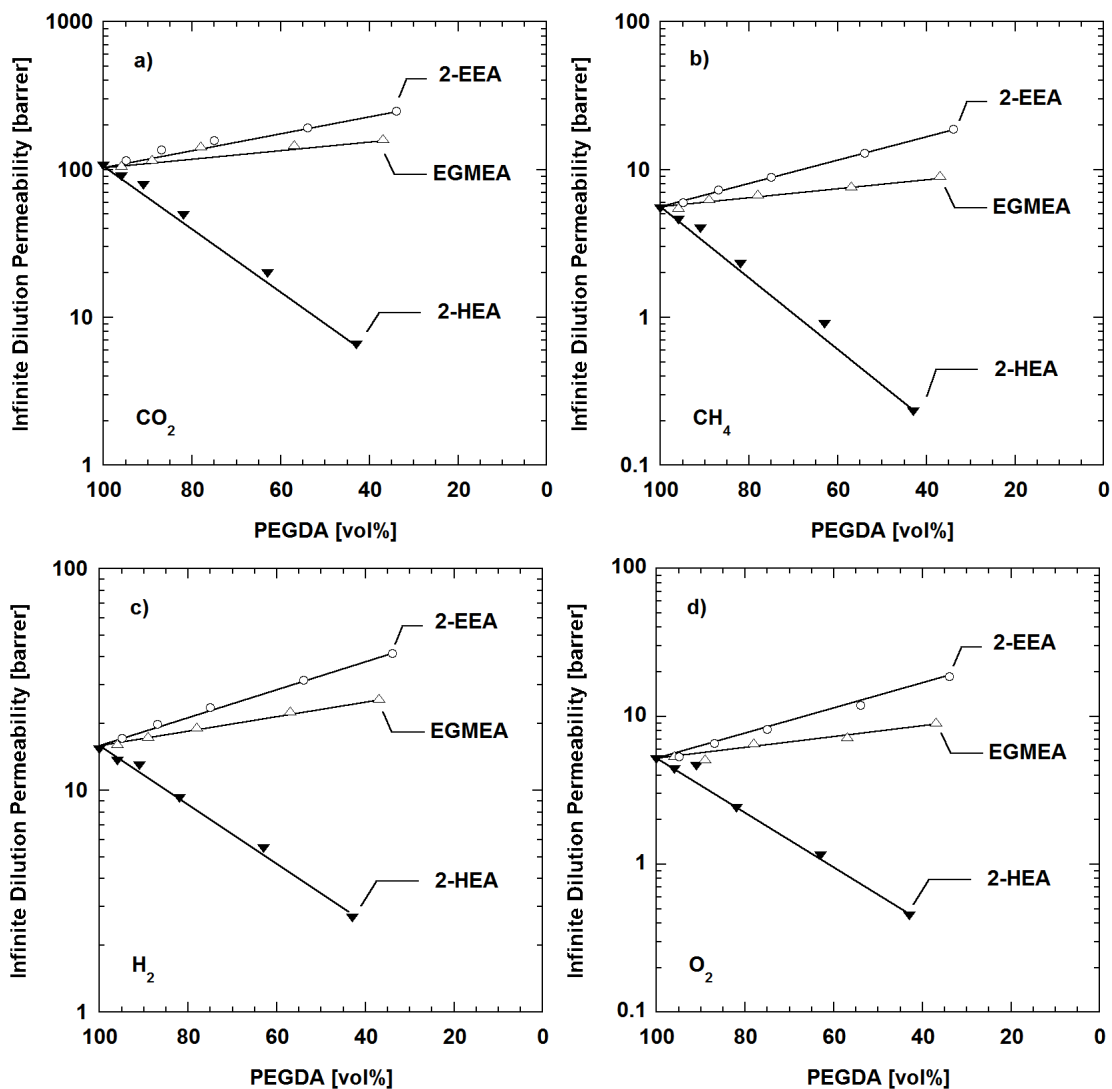 a)
Infinite Dilution Permeability [barrer]
1000
100
10
1
2-EEA
EGMEA
2-HEA
CO2
100 80 60 40 20 0
PEGDA [vol%]
b)
Infinite Dilution Permeability [barrer]
100
10
1
0.1
2-EEA
EGMEA
2-HEA
CH4
100 80 60 40 20 0
PEGDA [vol%]
c)
Infinite Dilution Permeability [barrer]
100
10
1
2-EEA
EGMEA
2-HEA
H2
100 80 60 40 20 0
PEGDA [vol%]
d)
Infinite Dilution Permeability [barrer]
100
10
1
0.1
2-EEA
EGMEA
2-HEA
O2
100 80 60 40 20 0
PEGDA [vol%]